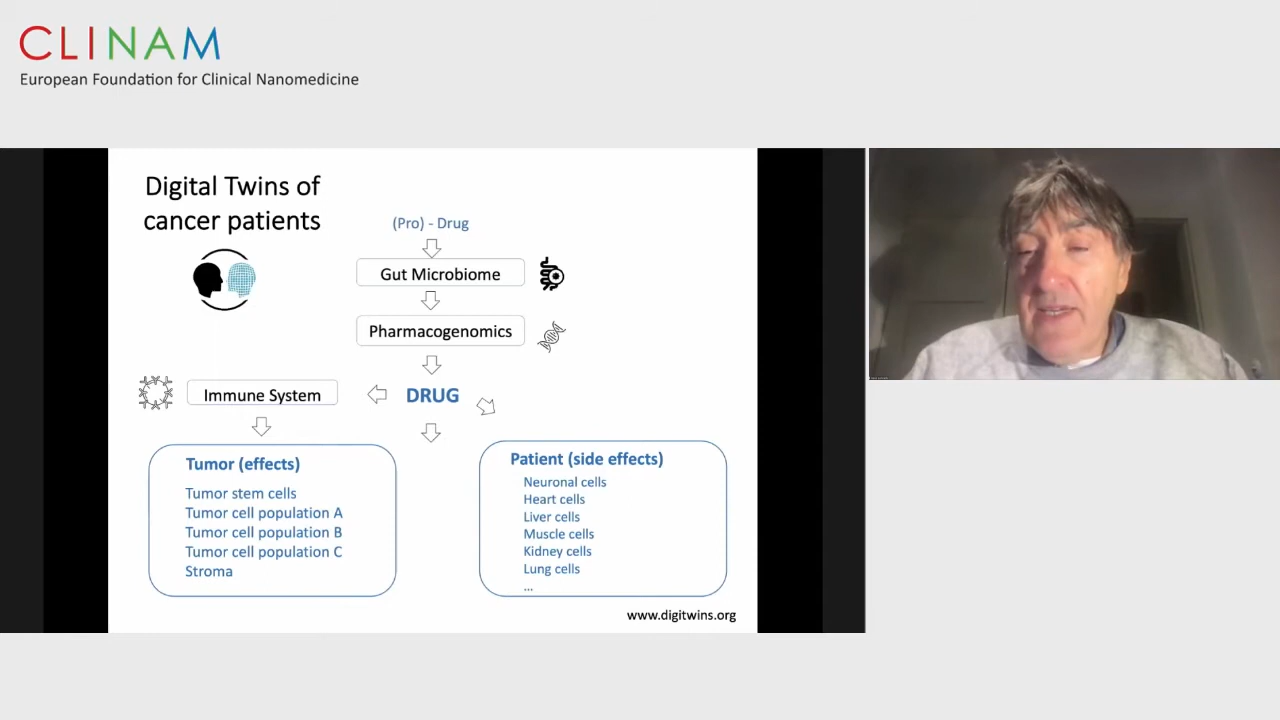 CLINAM
European Foundation for Clinical Nanomedicine
Digital Twins of
cancer patients
(Pro) - Drug
Gut Microbiome
Pharmacogenomics
Immune System
DRUG
Tumor (effects)
Tumor stem cells
Tumor cell population A
Tumor cell population B
Tumor cell population C
Stroma
Patient (side effects)
Neuronal cells
Heart cells
Liver cells
Muscle cells
Kidney cells
Lung cells
...
www.digitwins.org